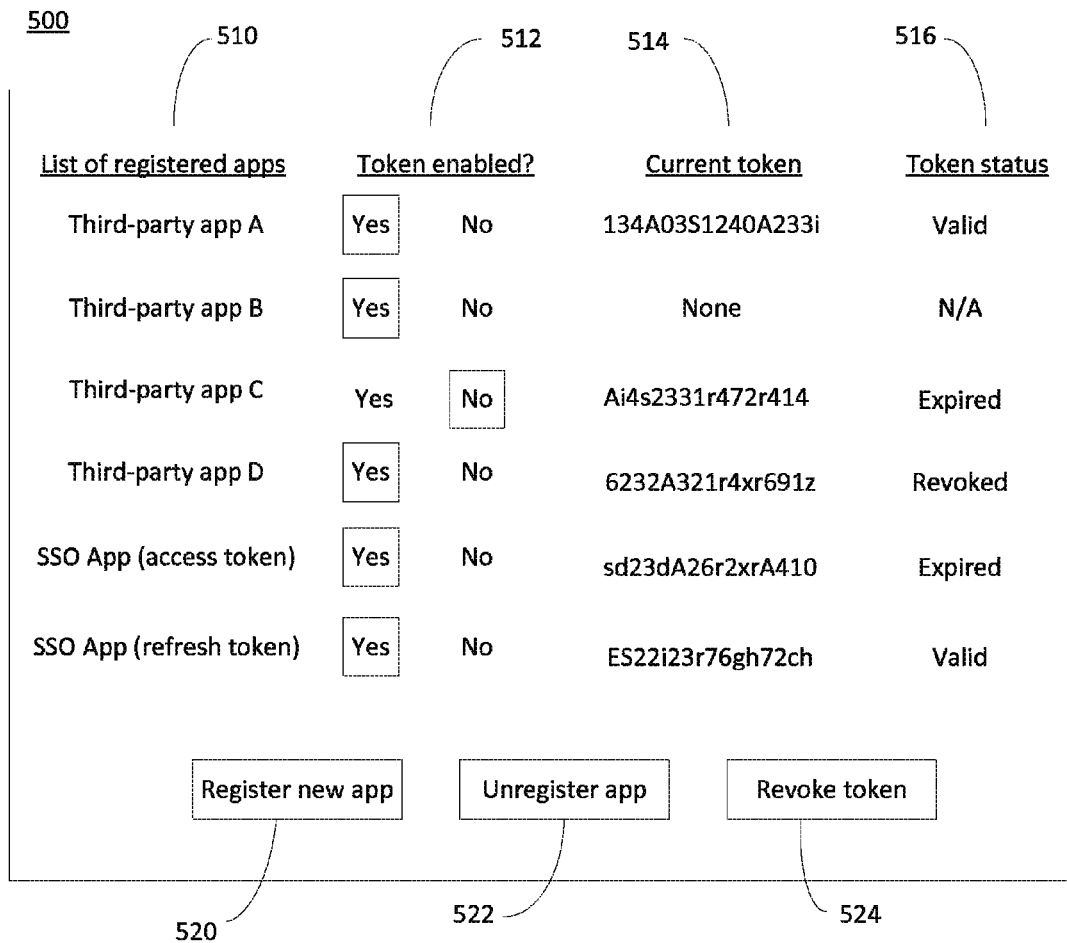 500
510 512 514 516
List of registered apps Token enabled? Current token Token status
Third-party app A Yes No 134A03S1240A233i Valid
Third-party app B Yes No None N/A
Third-party app C Yes No Ai4s2331r472r414 Expired
Third-party app D Yes No 6232A321r4xr691z Revoked
SSO App (access token) Yes No sd23dA26r2xrA410 Expired
SSO App (refresh token) Yes No ES22i23r76gh72ch Valid
Register new app Unregister app Revoke token
520 522 524